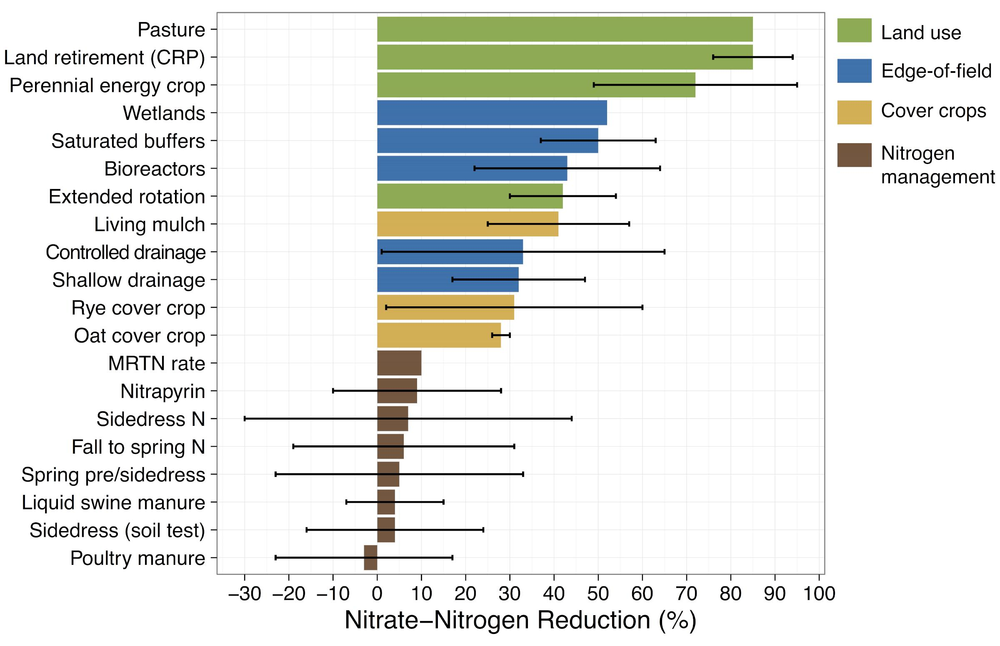 Pasture
Land retirement (CRP)
Perennial energy crop
Wetlands
Saturated buffers
Bioreactors
Extended rotation
Living mulch
Controlled drainage
Shallow drainage
Rye cover crop
Oat cover crop
MRTN rate
Nitrapyrin
Sidedress N
Fall to spring N
Spring pre/sidedress
Liquid swine manure
Sidedress (soil test)
Poultry manure
−30 −20 −10 0 10 20 30 40 50 60 70 80 90 100
Nitrate−Nitrogen Reduction (%)
Land use
Edge-of-field
Cover crops
Nitrogen
management